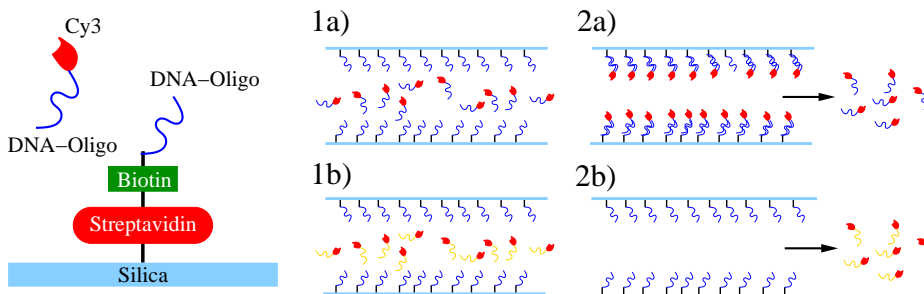 Cy3
DNA−Oligo
DNA−Oligo
Biotin
Streptavidin
Silica
1a)
2a)
1b)
2b)